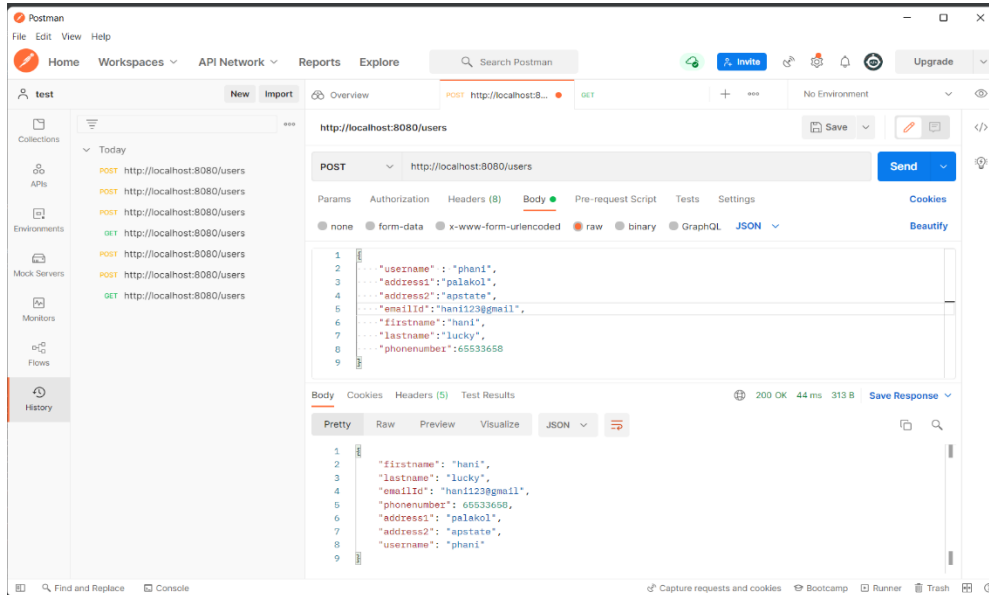 Postman
File Edit View Help
Home Workspaces API Network Reports Explore Search Postman Invite Upgrade
test New Import Overview POST http://localhost:8... GET No Environment
Collections
APIs
Environments
Mock Servers
Monitors
Flows
History
Today
POST http://localhost:8080/users
POST http://localhost:8080/users
POST http://localhost:8080/users
GET http://localhost:8080/users
POST http://localhost:8080/users
POST http://localhost:8080/users
GET http://localhost:8080/users
http://localhost:8080/users Save
POST http://localhost:8080/users Send
Params Authorization Headers (8) Body Pre-request Script Tests Settings Cookies
none form-data x-www-form-urlencoded raw binary GraphQL JSON Beautify
1 {
2 "username" : "phani",
3 "address1":"palakol",
4 "address2":"apstate",
5 "emailId":"hani123@gmail",
6 "firstname":"hani",
7 "lastname":"lucky",
8 "phonenumber":65533658
9 }
Body Cookies Headers (5) Test Results 200 OK 44 ms 313 B Save Response
Pretty Raw Preview Visualize JSON
1 {
2 "firstname": "hani",
3 "lastname": "lucky",
4 "emailId": "hani123@gmail",
5 "phonenumber": 65533658,
6 "address1": "palakol",
7 "address2": "apstate",
8 "username": "phani"
9 }
Find and Replace Console Capture requests and cookies Bootcamp Runner Trash